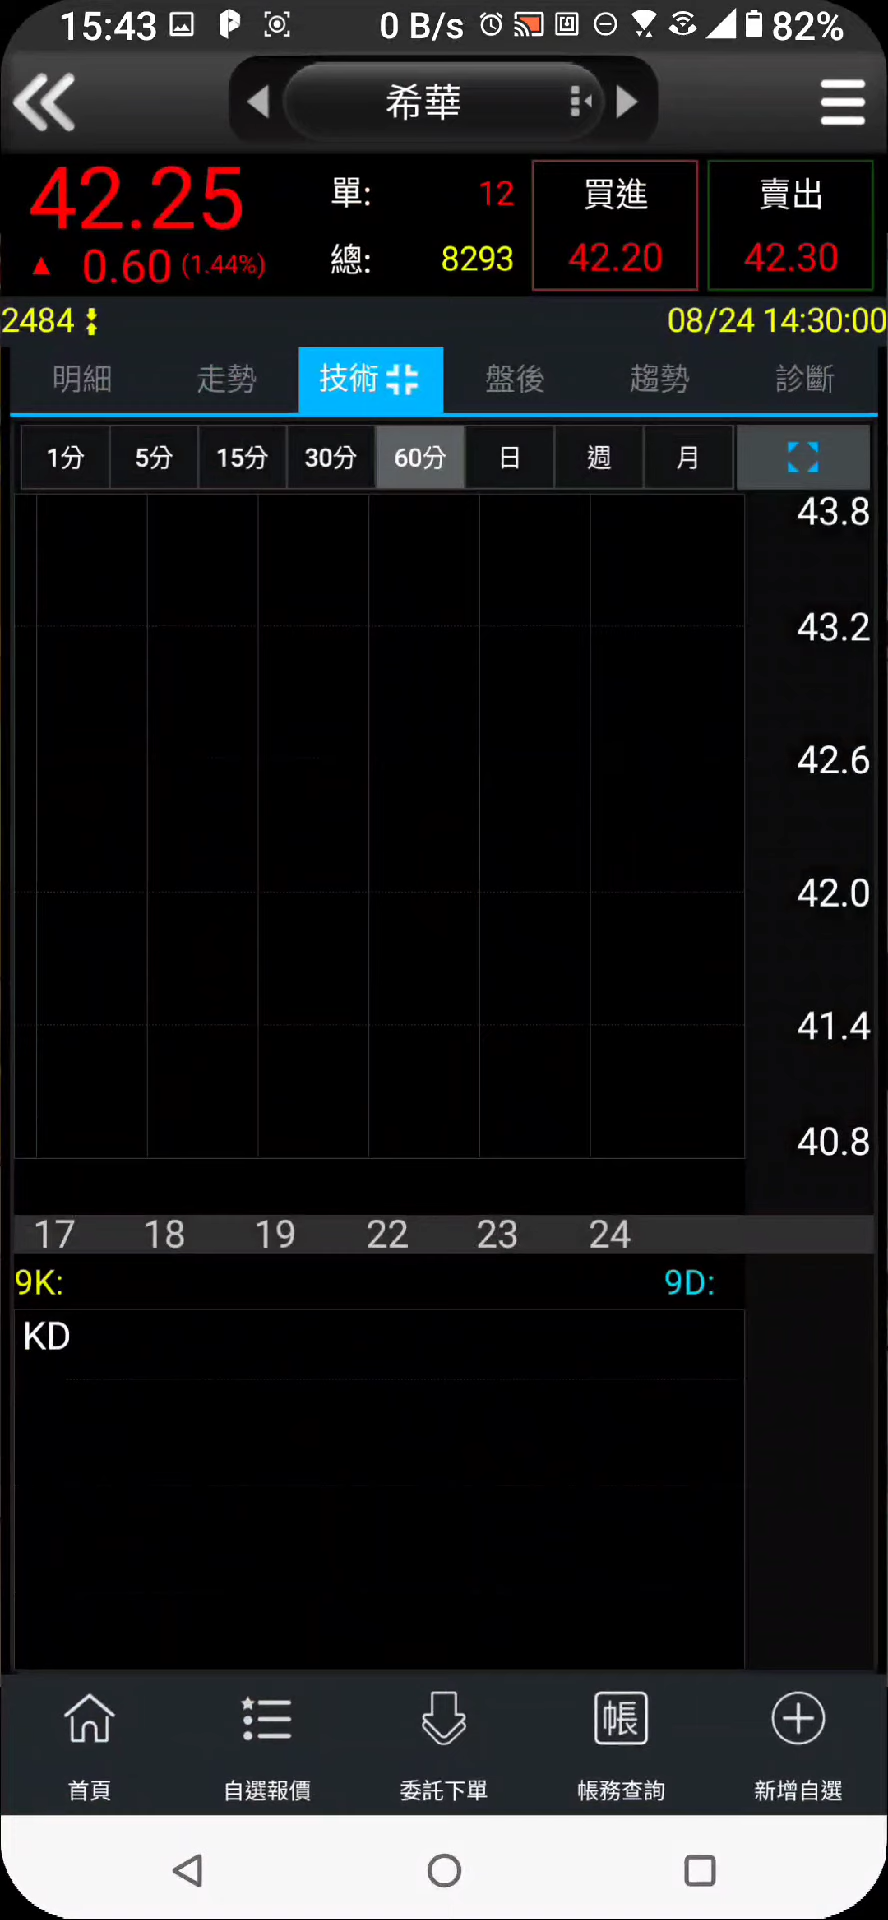 15:43 0 B/s 82%
希華
42.25 單: 12 買進 賣出
▲ 0.60 (1.44%) 總: 8293 42.20 42.30
2484 08/24 14:30:00
明細 走勢 技術 盤後 趨勢 診斷
1分 5分 15分 30分 60分 日 週 月
43.8
43.2
42.6
42.0
41.4
40.8
17 18 19 22 23 24
9K: 9D:
KD
帳
首頁 自選報價 委託下單 帳務查詢 新增自選